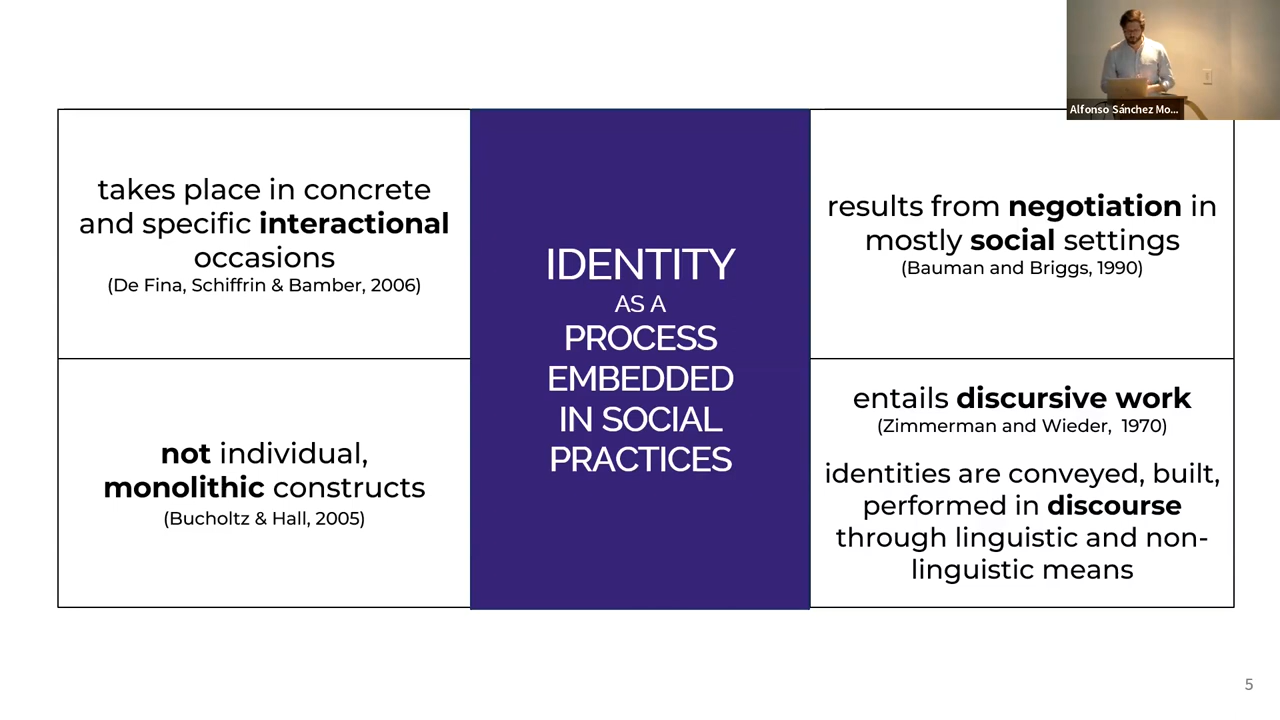 Alfonso Sánchez Mo...
takes place in concrete
and specific interactional
occasions
(De Fina, Schiffrin & Bamber, 2006)
not individual,
monolithic constructs
(Bucholtz & Hall, 2005)
IDENTITY
AS A
PROCESS
EMBEDDED
IN SOCIAL
PRACTICES
results from negotiation in
mostly social settings
(Bauman and Briggs, 1990)
entails discursive work
(Zimmerman and Wieder, 1970)
identities are conveyed, built,
performed in discourse
through linguistic and non-
linguistic means
5